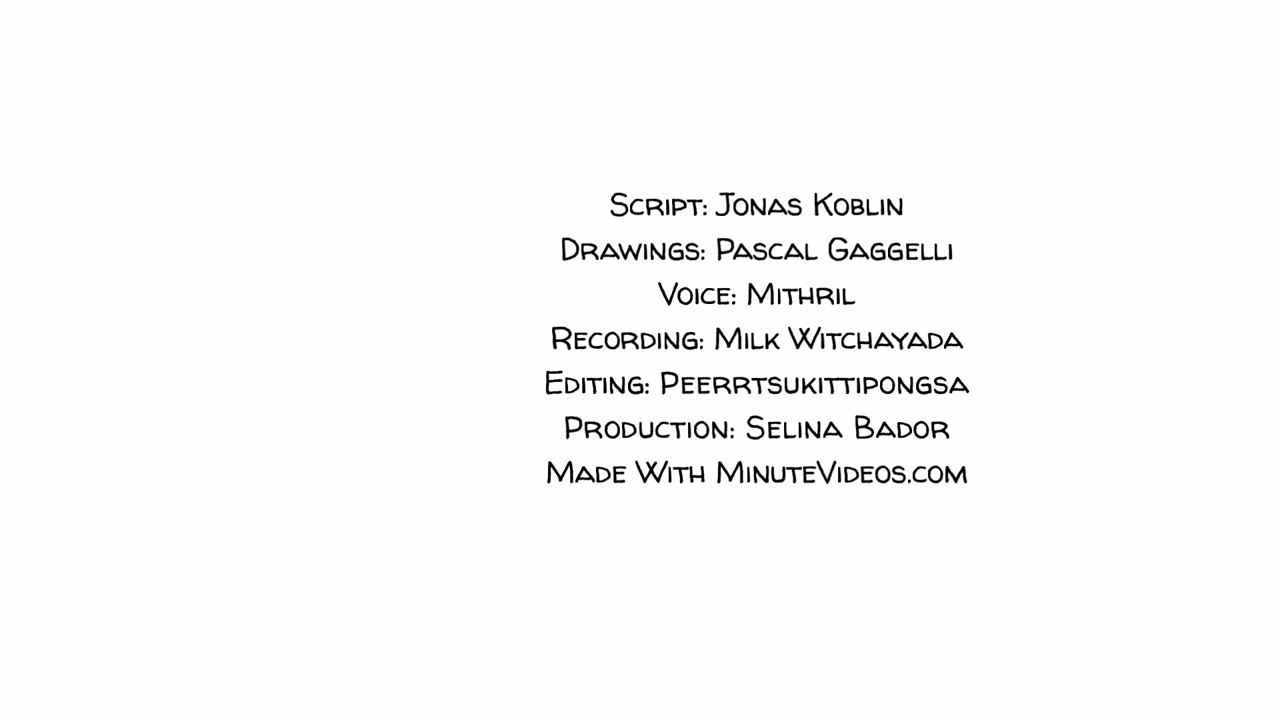 Script: Jonas Koblin
Drawings: Pascal Gaggelli
Voice: Mithril
Recording: Milk Witchayada
Editing: Peerrtsukittipongsa
Production: Selina Bador
Made With MinuteVideos.com